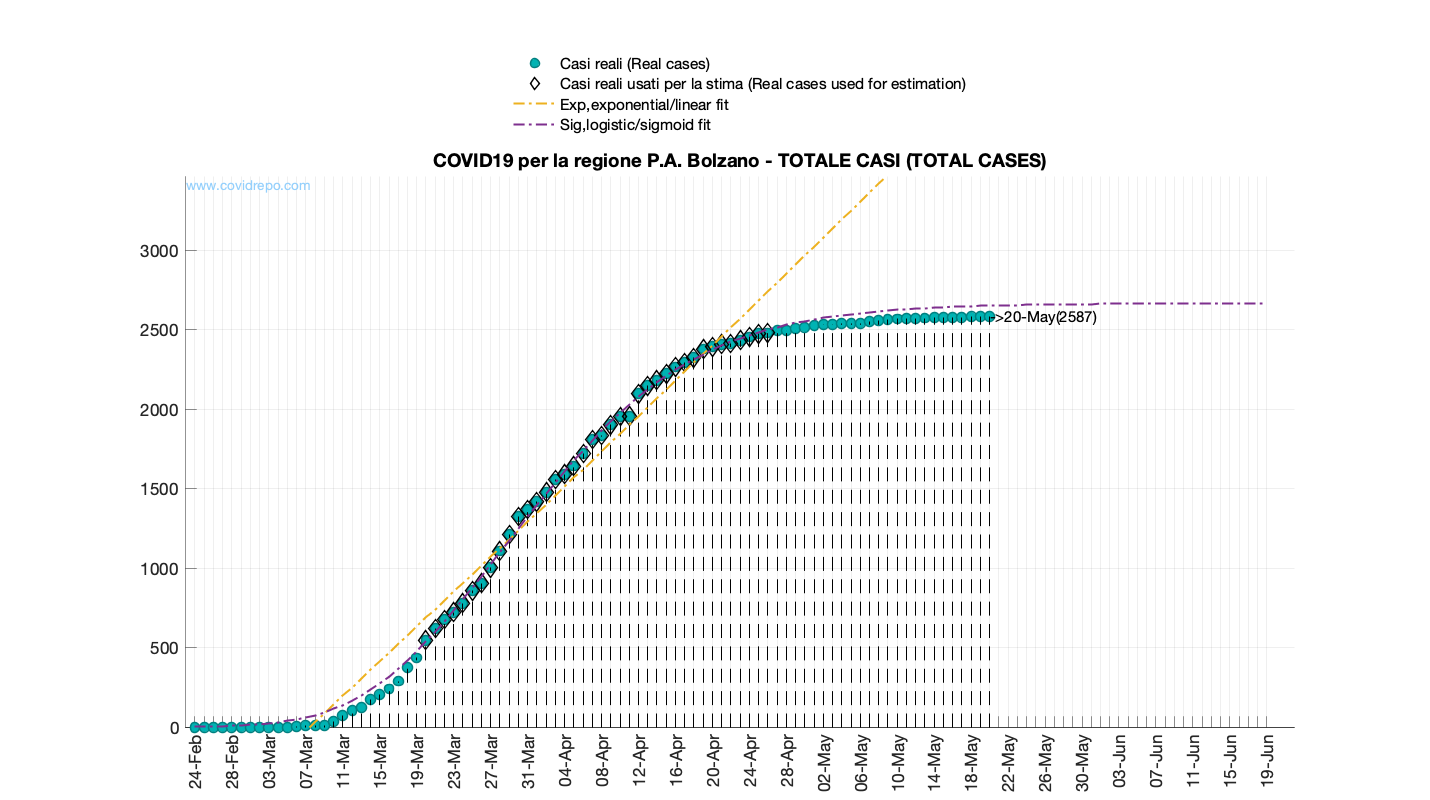 Casi reali (Real cases)
Casi reali usati per la stima (Real cases used for estimation)
Exp,exponential/linear fit
Sig,logistic/sigmoid fit
COVID19 per la regione P.A. Bolzano - TOTALE CASI (TOTAL CASES)
www.covidrepo.com
3000
2500
2000
1500
1000
500
0
->20-May(2587)
24-Feb
28-Feb
03-Mar
07-Mar
11-Mar
15-Mar
19-Mar
23-Mar
27-Mar
31-Mar
04-Apr
08-Apr
12-Apr
16-Apr
20-Apr
24-Apr
28-Apr
02-May
06-May
10-May
14-May
18-May
22-May
26-May
30-May
03-Jun
07-Jun
11-Jun
15-Jun
19-Jun